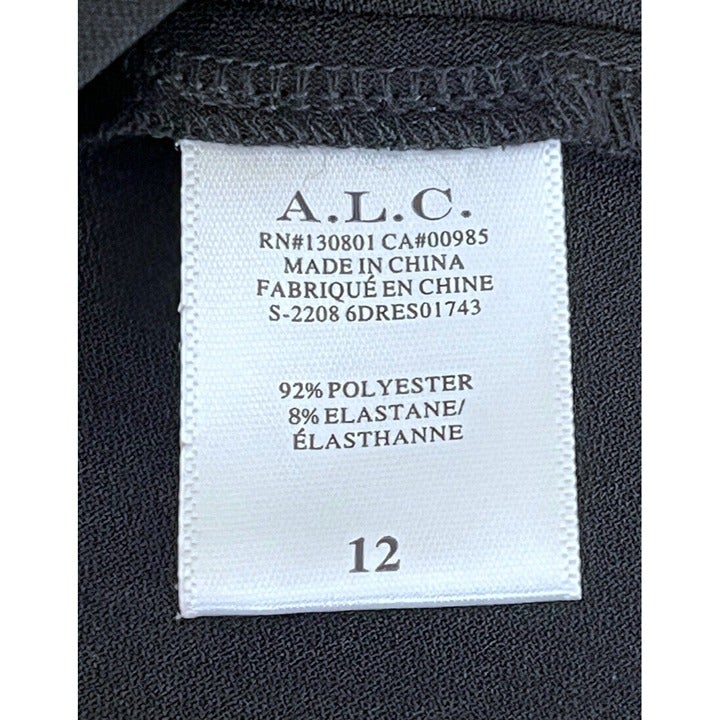 A.L.C.
RN#130801 CA#00985
MADE IN CHINA
FABRIQUÉ EN CHINE
S-2208 6DRES01743
92% POLYESTER
8% ELASTANE/
ÉLASTHANNE
12